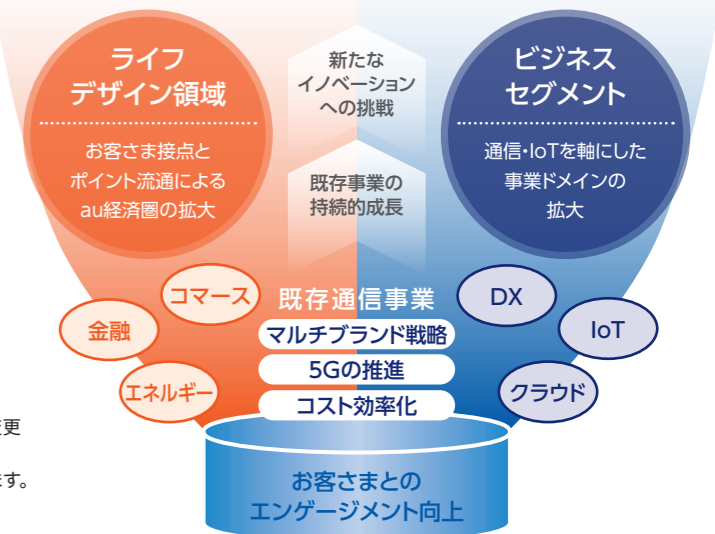 ライフ
デザイン領域
お客さま接点と
ポイント流通による
au経済圏の拡大
新たな
イノベーション
への挑戦
既存事業の
持続的成長
ビジネス
セグメント
通信・IoTを軸にした
事業ドメインの
拡大
コマース
金融
エネルギー
既存通信事業
マルチブランド戦略
5Gの推進
コスト効率化
DX
IoT
クラウド
更
ます。
お客さまとの
エンゲージメント向上